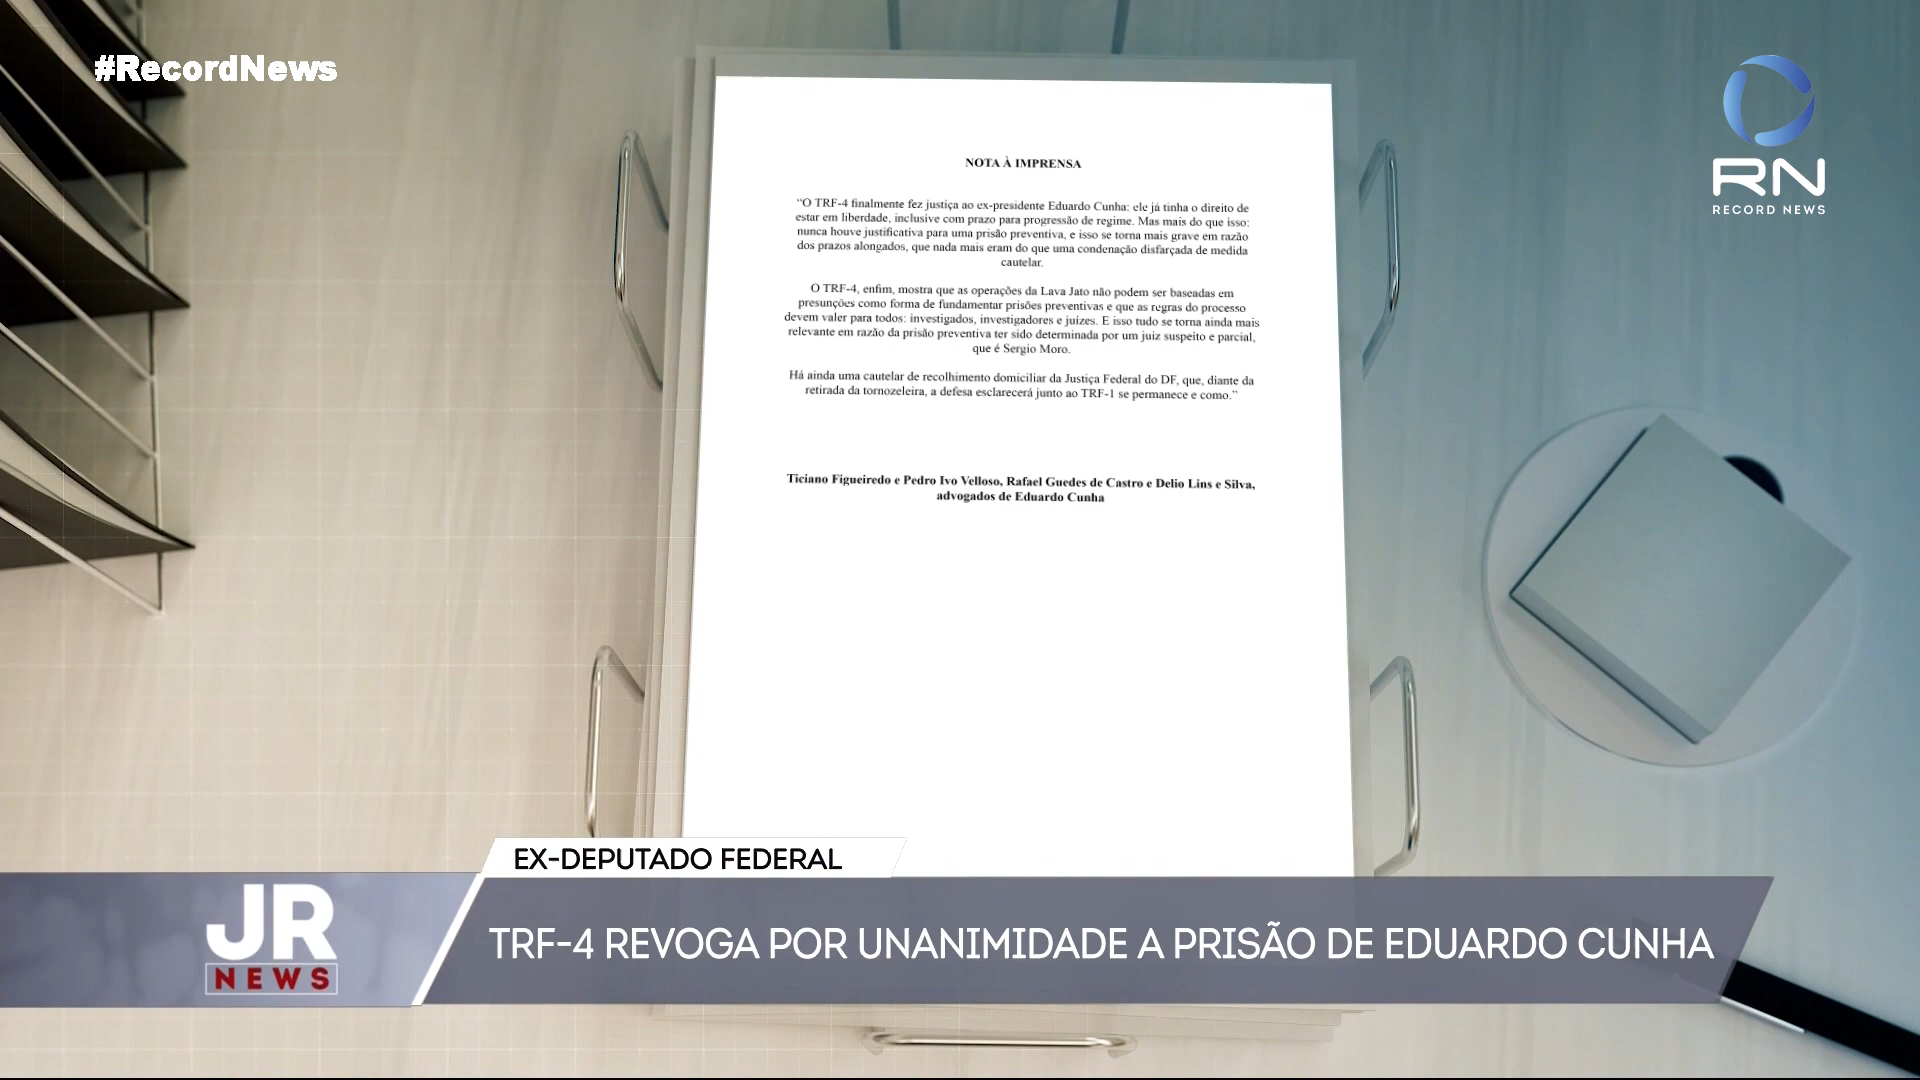 #RecordNews
RN
RECORD NEWS
NOTA À IMPRENSA
“O TRF-4 finalmente fez justiça ao ex-presidente Eduardo Cunha: ele já tinha o direito de
estar em liberdade, inclusive com prazo para progressão de regime. Mas mais do que isso:
nunca houve justificativa para uma prisão preventiva, e isso se torna mais grave em razão
dos prazos alongados, que nada mais eram do que uma condenação disfarçada de medida
cautelar.
O TRF-4, enfim, mostra que as operações da Lava Jato não podem ser baseadas em
presunções como forma de fundamentar prisões preventivas e que as regras do processo
devem valer para todos: investigados, investigadores e juízes. E isso tudo se torna ainda mais
relevante em razão da prisão preventiva ter sido determinada por um juiz suspeito e parcial,
que é Sergio Moro.
Há ainda uma cautelar de recolhimento domiciliar da Justiça Federal do DF, que, diante da
retirada da tornozeleira, a defesa esclarecerá junto ao TRF-1 se permanece e como.”
Ticiano Figueiredo e Pedro Ivo Velloso, Rafael Guedes de Castro e Delio Lins e Silva,
advogados de Eduardo Cunha
EX-DEPUTADO FEDERAL
JR
NEWS
TRF-4 REVOGA POR UNANIMIDADE A PRISÃO DE EDUARDO CUNHA